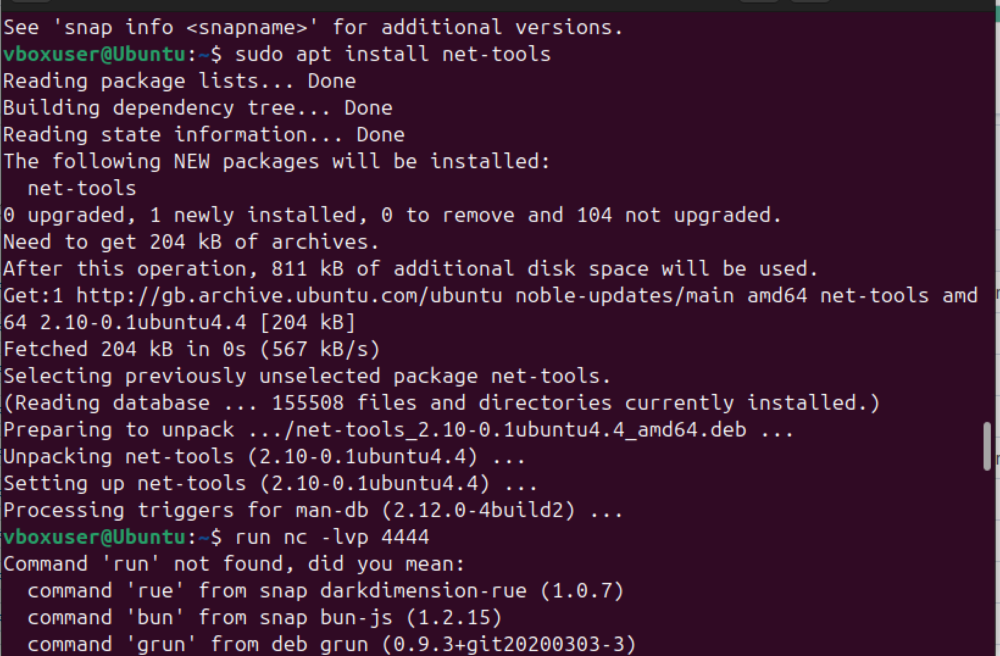 See 'snap info <snapname>' for additional versions.
vboxuser@Ubuntu:~$ sudo apt install net-tools
Reading package lists... Done
Building dependency tree... Done
Reading state information... Done
The following NEW packages will be installed:
  net-tools
0 upgraded, 1 newly installed, 0 to remove and 104 not upgraded.
Need to get 204 kB of archives.
After this operation, 811 kB of additional disk space will be used.
Get:1 http://gb.archive.ubuntu.com/ubuntu noble-updates/main amd64 net-tools amd
64 2.10-0.1ubuntu4.4 [204 kB]
Fetched 204 kB in 0s (567 kB/s)
Selecting previously unselected package net-tools.
(Reading database ... 155508 files and directories currently installed.)
Preparing to unpack .../net-tools_2.10-0.1ubuntu4.4_amd64.deb ...
Unpacking net-tools (2.10-0.1ubuntu4.4) ...
Setting up net-tools (2.10-0.1ubuntu4.4) ...
Processing triggers for man-db (2.12.0-4build2) ...
vboxuser@Ubuntu:~$ run nc -lvp 4444
Command 'run' not found, did you mean:
  command 'rue' from snap darkdimension-rue (1.0.7)
  command 'bun' from snap bun-js (1.2.15)
  command 'grun' from deb grun (0.9.3+git20200303-3)